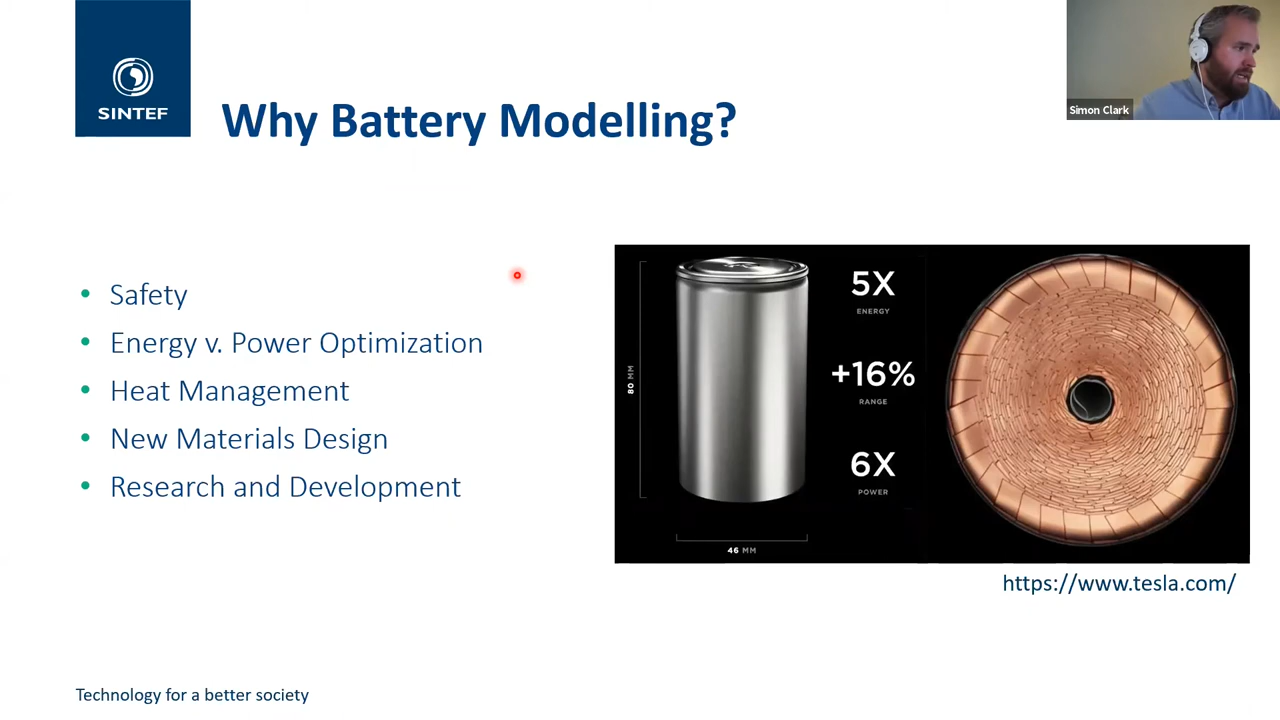 SINTEF
Why Battery Modelling?
Simon Clark
• Safety
• Energy v. Power Optimization
• Heat Management
• New Materials Design
• Research and Development
80 MM
46 MM
5X
ENERGY
+16%
RANGE
6X
POWER
https://www.tesla.com/
Technology for a better society